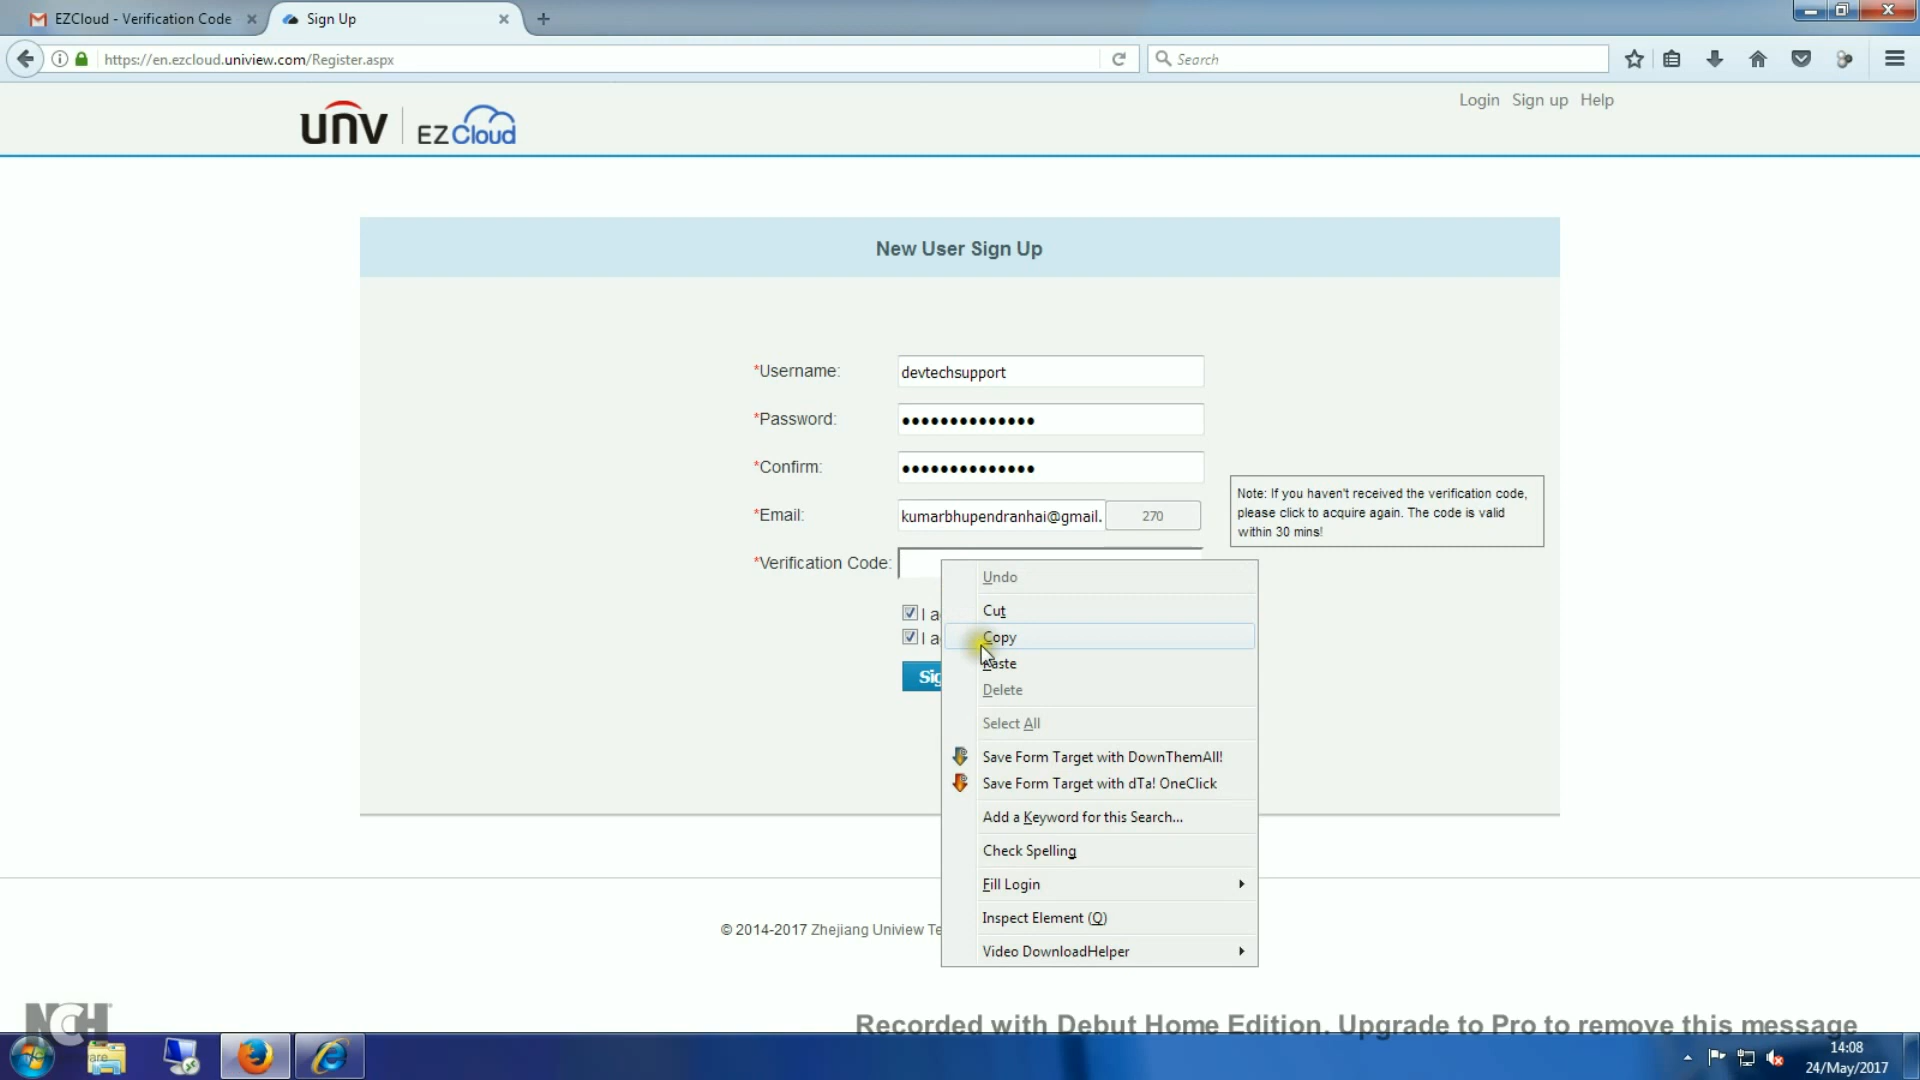 EZCloud - Verification Code
Sign Up
https://en.ezcloud.uniview.com/Register.aspx
Search
Login Sign up Help
unv EZCloud
New User Sign Up
*Username: devtechsupport
*Password: ●●●●●●●●●●●●●●
*Confirm: ●●●●●●●●●●●●●●
*Email: kumarbhupendranhai@gmail. 270
Note: If you haven't received the verification code,
please click to acquire again. The code is valid
within 30 mins!
*Verification Code:
Undo
Cut
Copy
Paste
Delete
Select All
Save Form Target with DownThemAll!
Save Form Target with dTa! OneClick
Add a Keyword for this Search...
Check Spelling
Fill Login
Inspect Element (Q)
Video DownloadHelper
I a
I a
Sig
© 2014-2017 Zhejiang Uniview Te
NCH
Recorded with Debut Home Edition. Upgrade to Pro to remove this message
14:08
24/May/2017